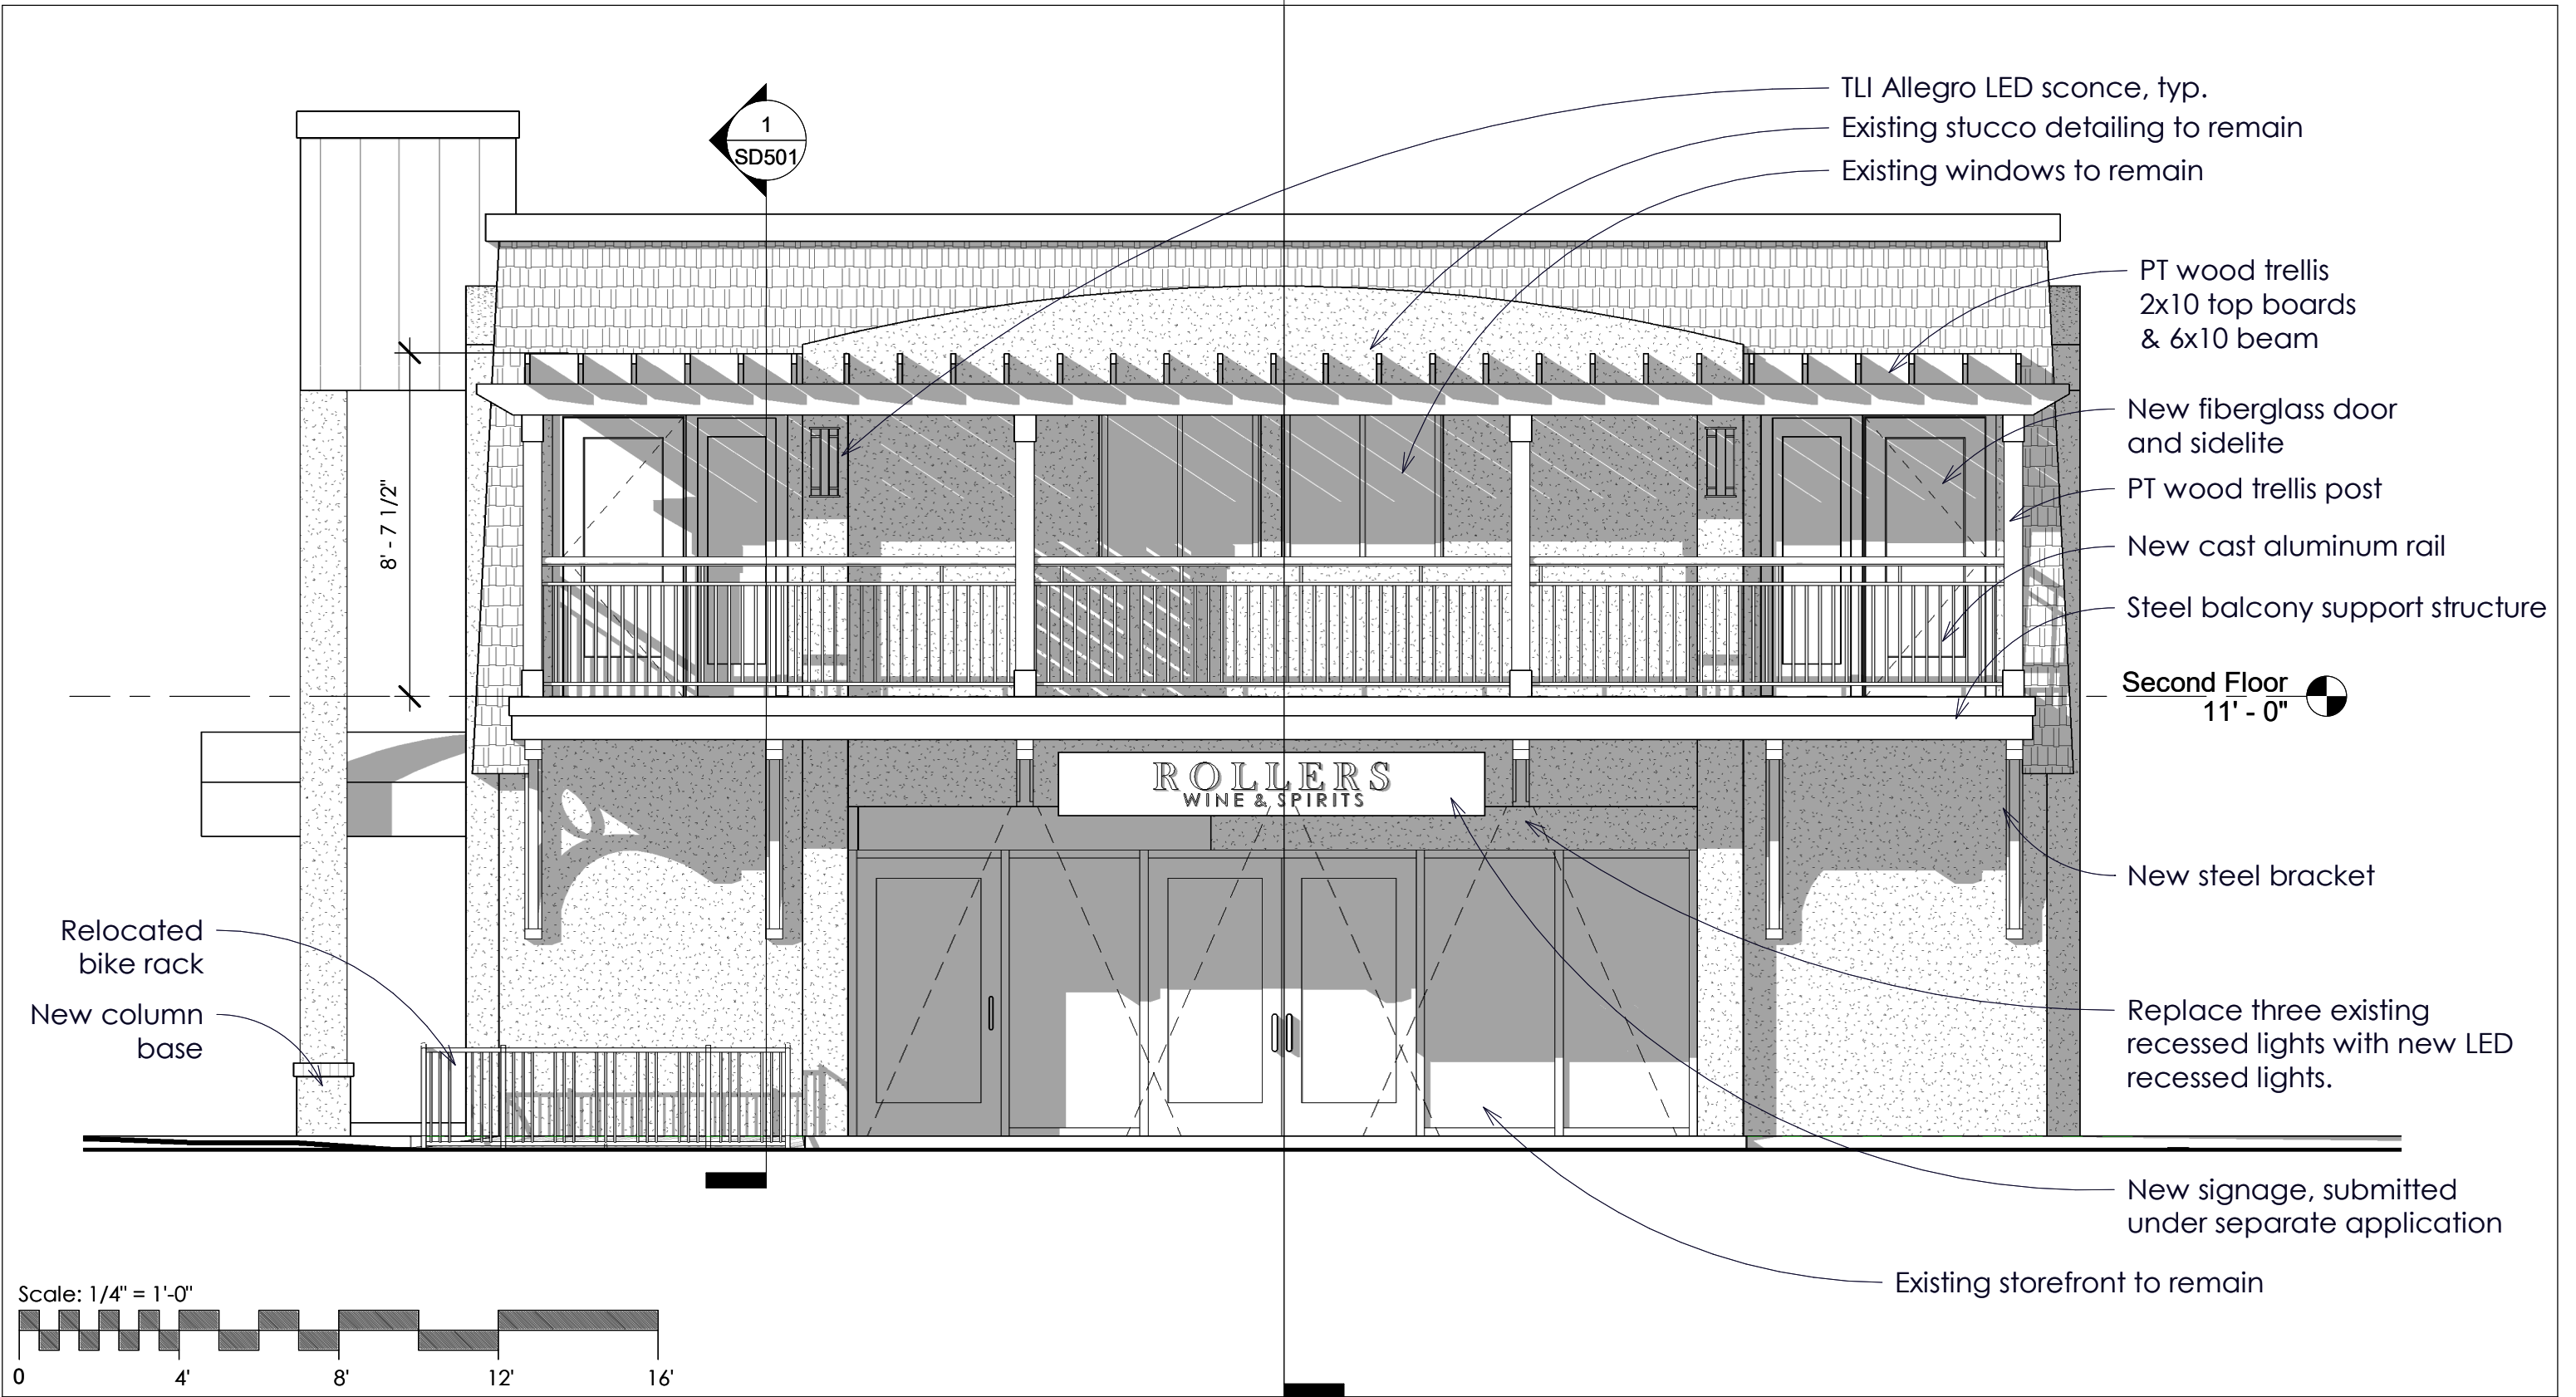 TLI Allegro LED sconce, typ.
Existing stucco detailing to remain
Existing windows to remain
1
SD501
PT wood trellis
2x10 top boards
& 6x10 beam
New fiberglass door
and sidelite
PT wood trellis post
New cast aluminum rail
Steel balcony support structure
8' - 7 1/2"
Second Floor
11' - 0"
ROLLERS
WINE & SPIRITS
New steel bracket
Relocated
bike rack
New column
base
Replace three existing
recessed lights with new LED
recessed lights.
New signage, submitted
under separate application
Existing storefront to remain
Scale: 1/4" = 1'-0"
0 4' 8' 12' 16'